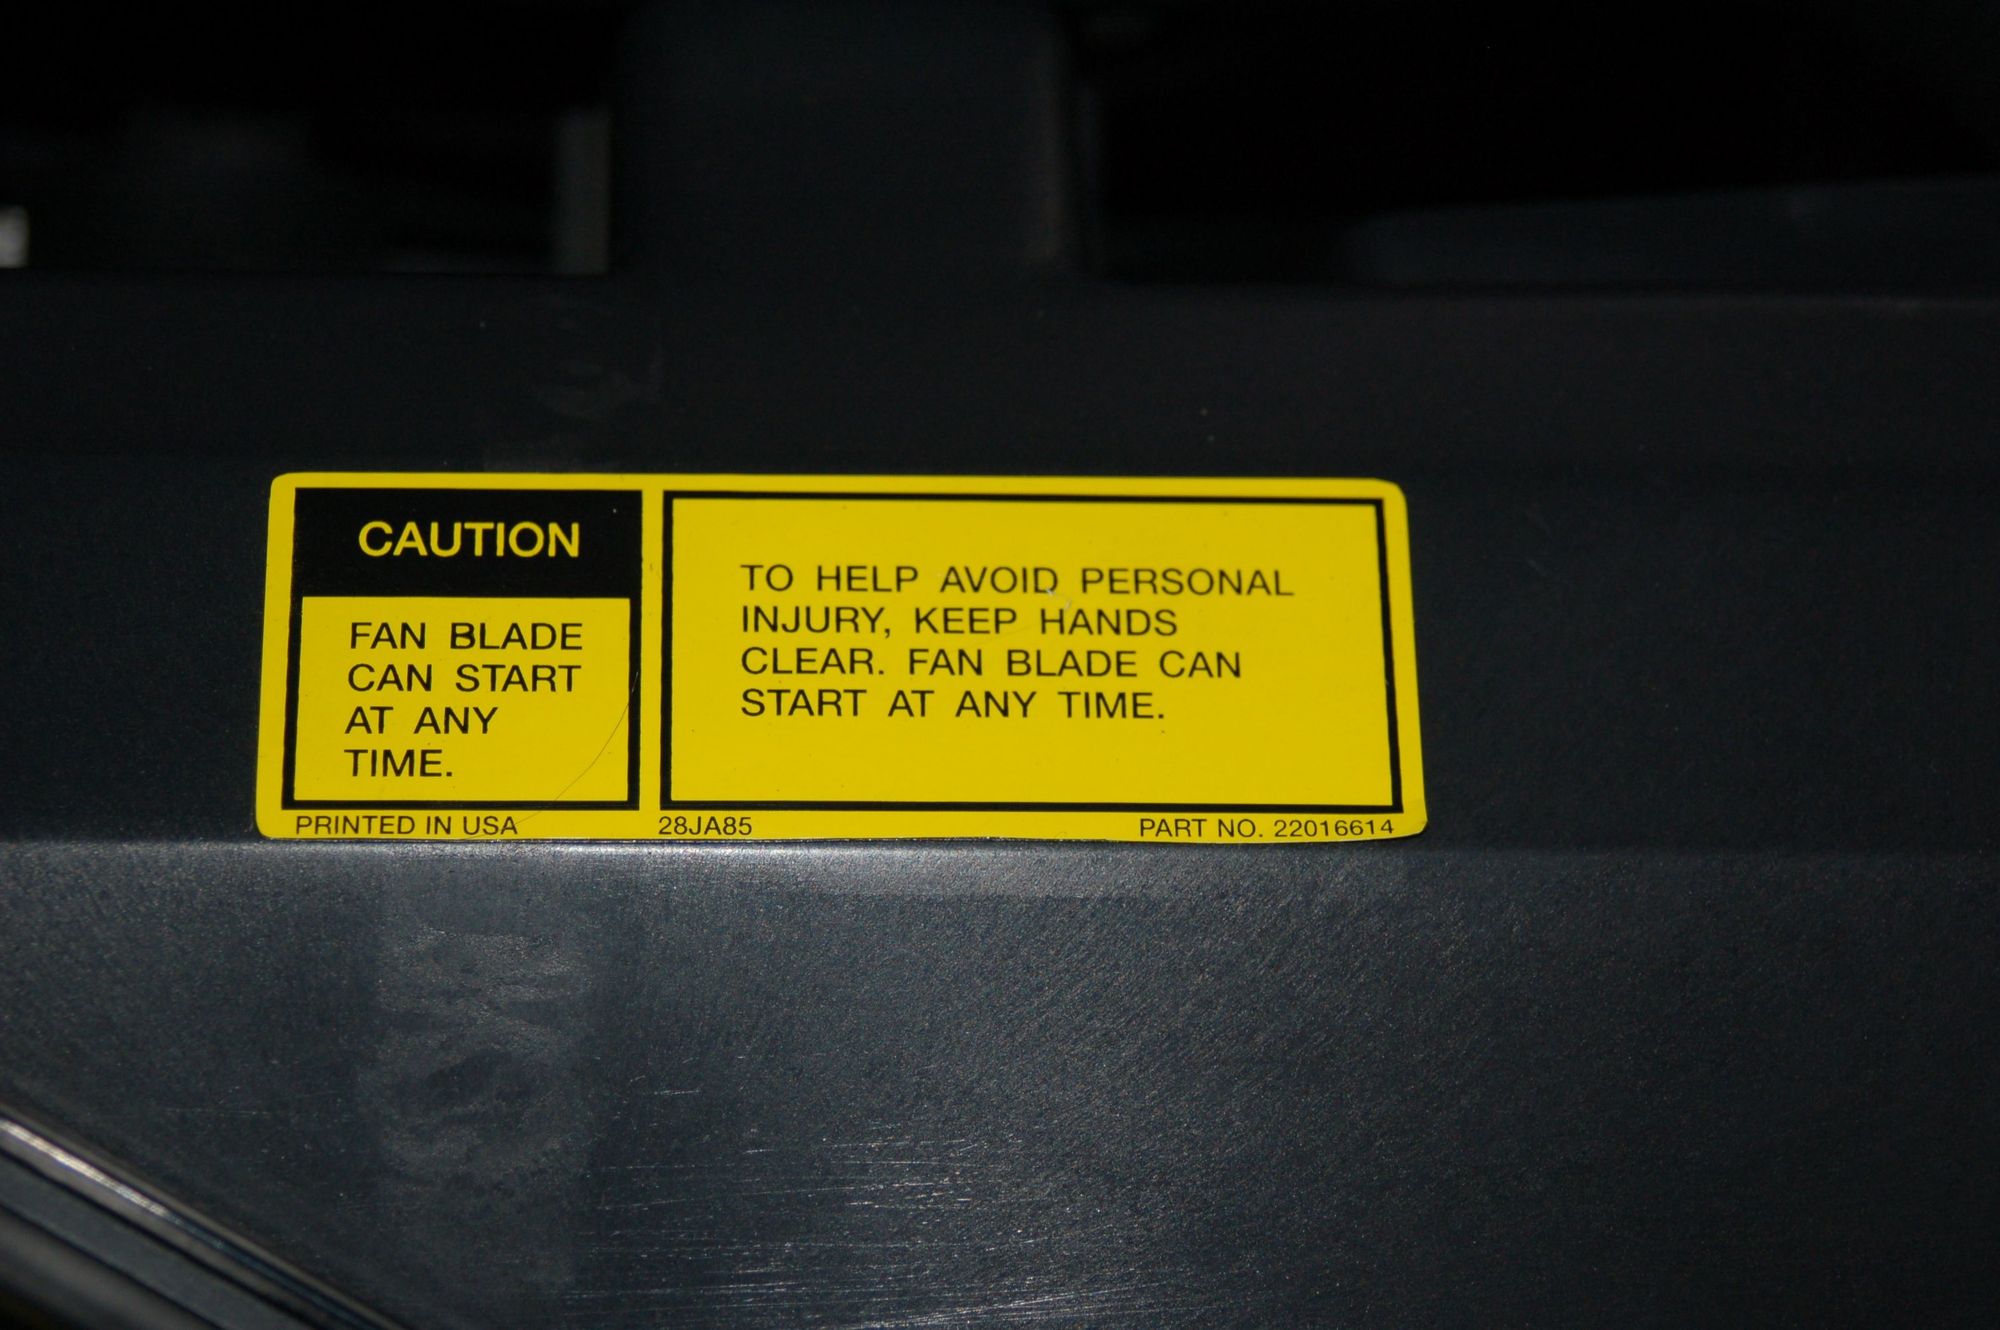 CAUTION
FAN BLADE
CAN START
AT ANY
TIME.
TO HELP AVOID PERSONAL
INJURY, KEEP HANDS
CLEAR. FAN BLADE CAN
START AT ANY TIME.
PRINTED IN USA 28JA85 PART NO. 22016614